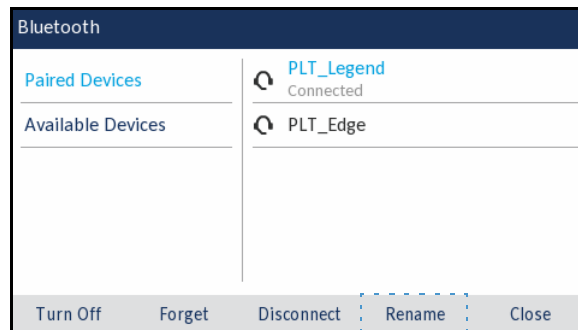 Bluetooth
Paired Devices
Available Devices
PLT_Legend
Connected
PLT_Edge
Turn Off Forget Disconnect Rename Close